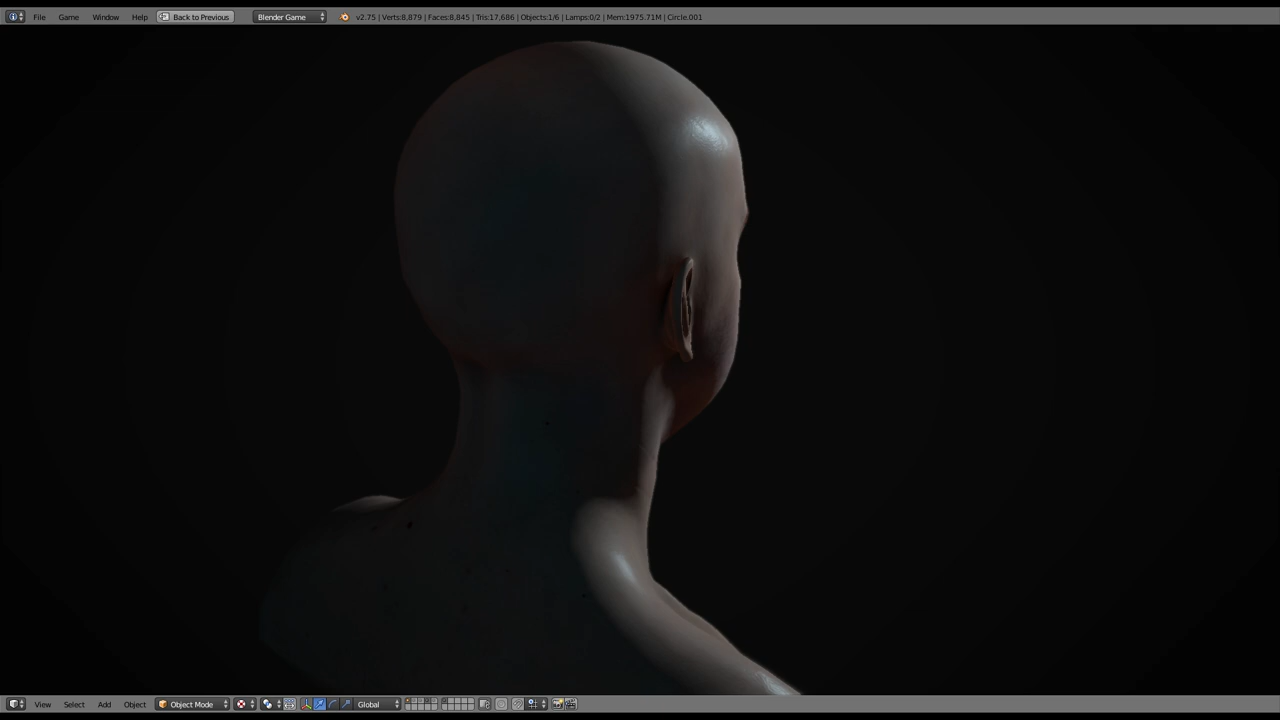 File Game Window Help Back to Previous Blender Game v2.75 | Verts:8,879 | Faces:8,845 | Tris:17,686 | Objects:1/6 | Lamps:0/2 | Mem:1975.71M | Circle.001
View Select Add Object Object Mode Global